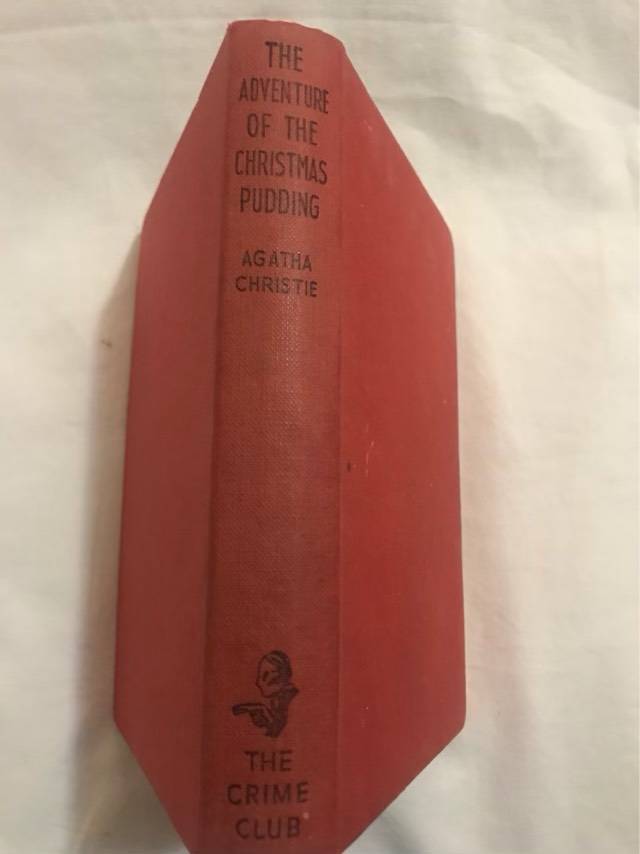 THE
ADVENTURE
OF THE
CHRISTMAS
PUDDING
AGATHA
CHRISTIE
THE
CRIME
CLUB